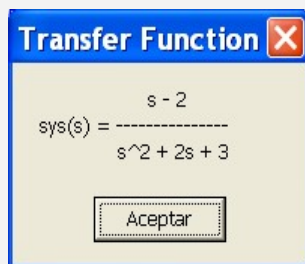 Transfer Function
s - 2
sys(s) = ---------------
s^2 + 2s + 3
Aceptar